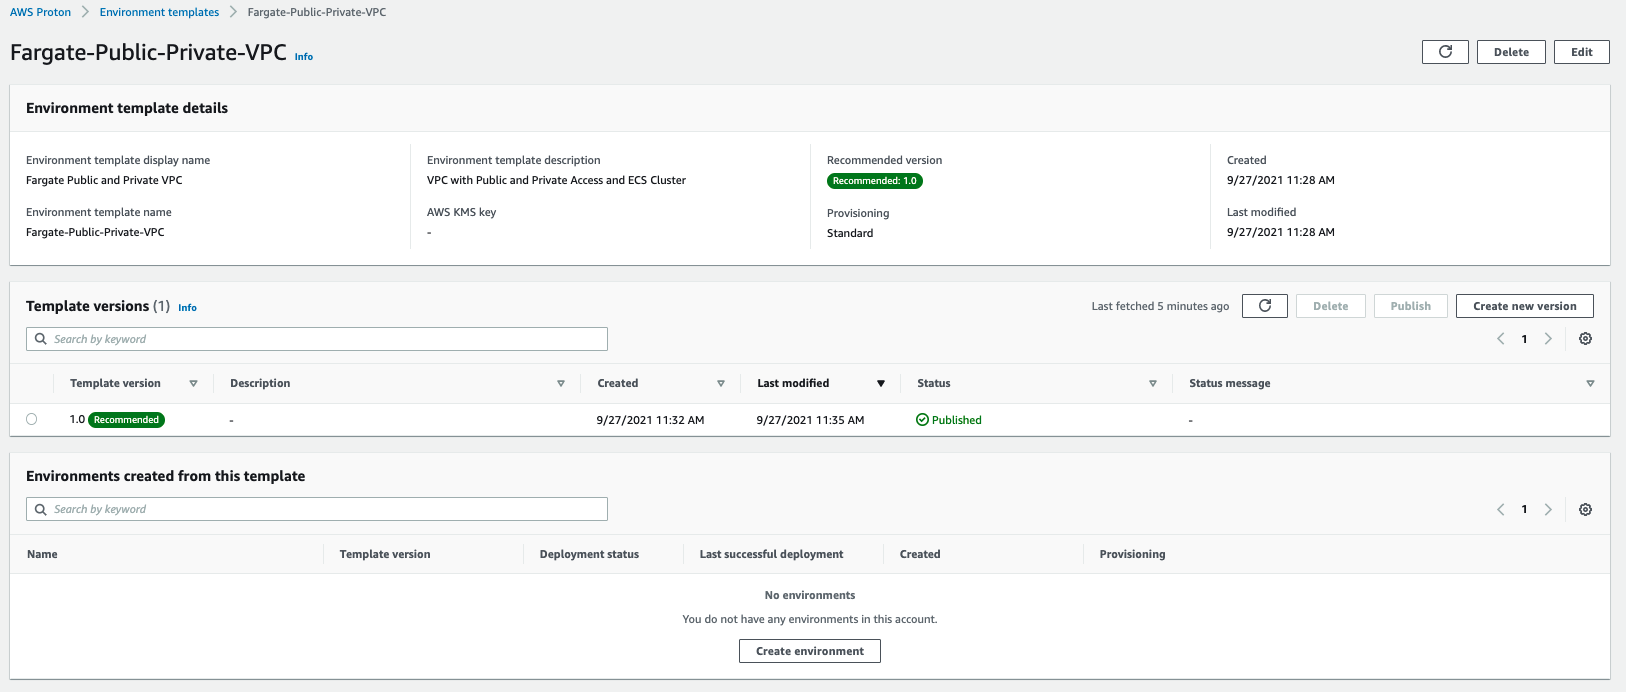 AWS Proton > Environment templates > Fargate-Public-Private-VPC
Fargate-Public-Private-VPC Info
Delete Edit
Environment template details
Environment template display name
Fargate Public and Private VPC
Environment template name
Fargate-Public-Private-VPC
Environment template description
VPC with Public and Private Access and ECS Cluster
AWS KMS key
-
Recommended version
Recommended: 1.0
Provisioning
Standard
Created
9/27/2021 11:28 AM
Last modified
9/27/2021 11:28 AM
Template versions (1) Info
Last fetched 5 minutes ago Delete Publish Create new version
Search by keyword
1
Template version Description Created Last modified Status Status message
1.0 Recommended - 9/27/2021 11:32 AM 9/27/2021 11:35 AM Published -
Environments created from this template
Search by keyword
1
Name Template version Deployment status Last successful deployment Created Provisioning
No environments
You do not have any environments in this account.
Create environment